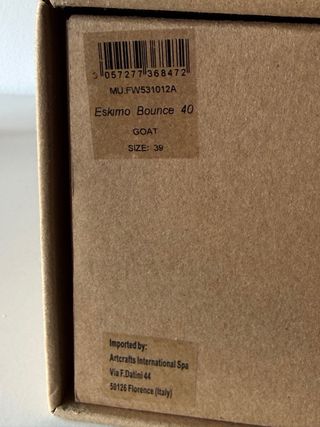 5 057277 368472
MU.FW531012A
Eskimo Bounce 40
GOAT
SIZE: 39
Imported by:
Artcrafts International Spa
Via F.Datini 44
50126 Florence (Italy)